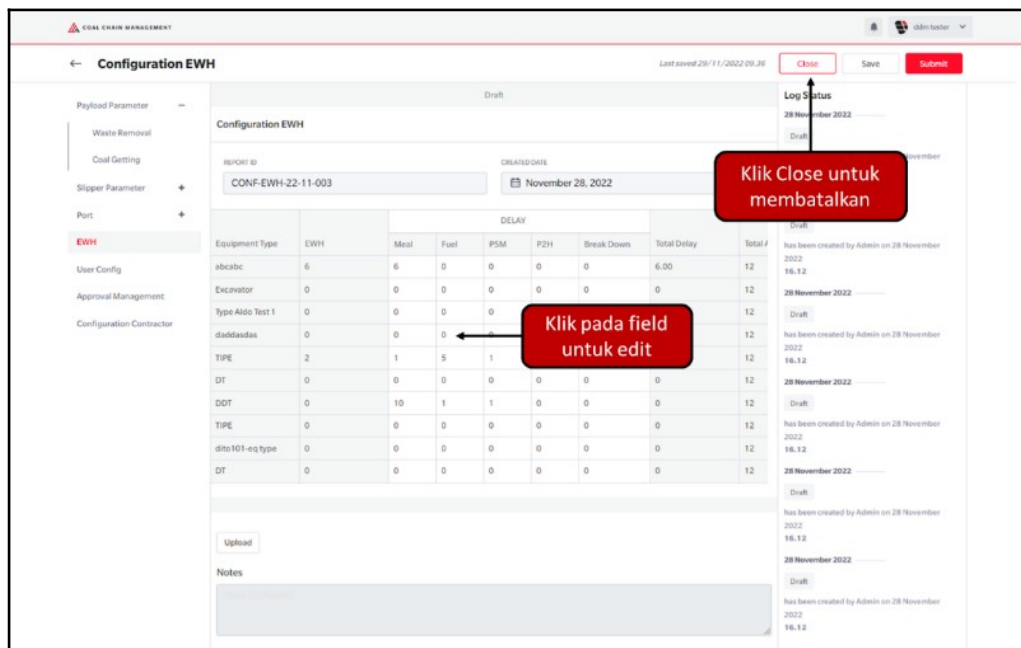 COAL CHAIN MANAGEMENT
ddm tester
← Configuration EWH
Last saved 29/11/2022 09.36
Close
Save
Submit
Payload Parameter −
Waste Removal
Coal Getting
Slipper Parameter +
Port +
EWH
User Config
Approval Management
Configuration Contractor
Draft
Configuration EWH
REPORT ID
CONF-EWH-22-11-003
CREATED DATE
November 28, 2022
DELAY
Equipment Type EWH Meal Fuel P5M P2H Break Down Total Delay Total
abcabc 6 6 0 0 0 0 6.00 12
Excavator 0 0 0 0 0 0 0 12
Type Aldo Test 1 0 0 0 0 12
daddasdas 0 0 0 12
TIPE 2 1 5 1 12
DT 0 0 0 0 0 0 0 12
DDT 0 10 1 1 0 0 0 12
TIPE 0 0 0 0 0 0 0 12
dito101-eq type 0 0 0 0 0 0 0 12
DT 0 0 0 0 0 0 0 12
Klik pada field
untuk edit
Upload
Notes
Log Status
28 November 2022
Draft
November
Klik Close untuk
membatalkan
Draft
has been created by Admin on 28 November
2022
16.12
28 November 2022
Draft
has been created by Admin on 28 November
2022
16.12
28 November 2022
Draft
has been created by Admin on 28 November
2022
16.12
28 November 2022
Draft
has been created by Admin on 28 November
2022
16.12
28 November 2022
Draft
has been created by Admin on 28 November
2022
16.12